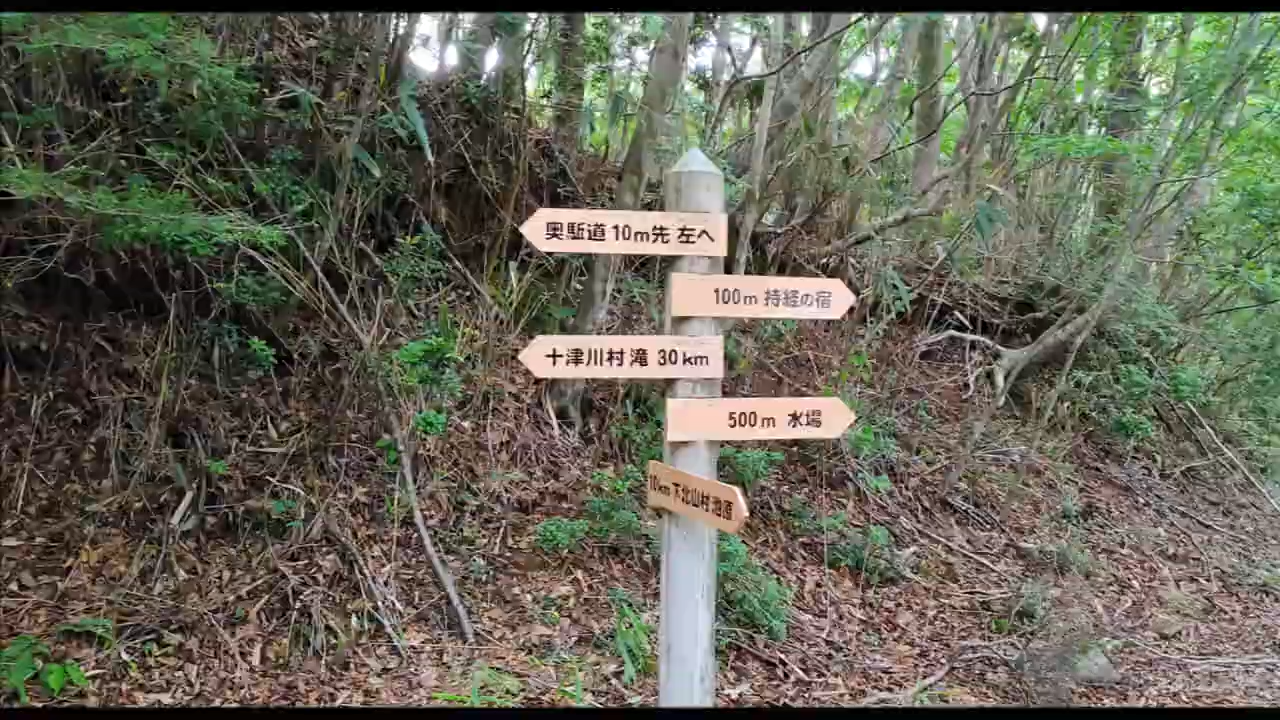 奥駈道 10m先 左へ
100m 持経の宿
十津川村滝 30km
500m 水場
10km 下北山村池原